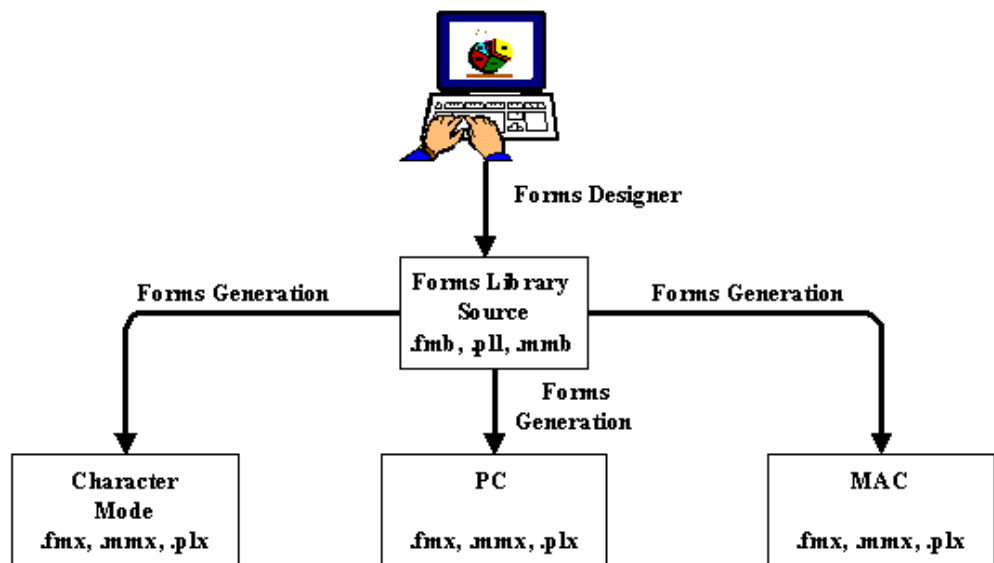 Forms Designer
Forms Library
Source
.fmb, .pll, .mmb
Forms Generation
Forms Generation
Forms
Generation
Character
Mode
.fmx, .mmx, .plx
PC
.fmx, .mmx, .plx
MAC
.fmx, .mmx, .plx